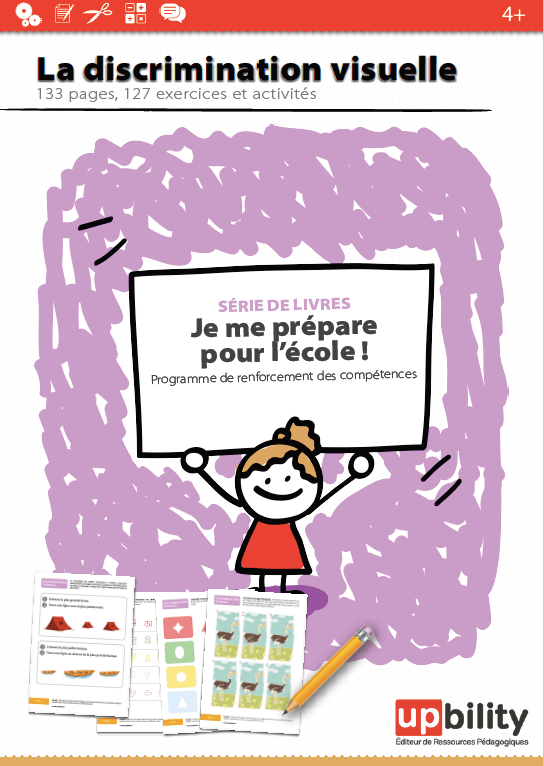 4+
La discrimination visuelle
133 pages, 127 exercices et activités
SÉRIE DE LIVRES
Je me prépare
pour l'école !
Programme de renforcement des compétences
upbility
Éditeur de Ressources Pédagogiques